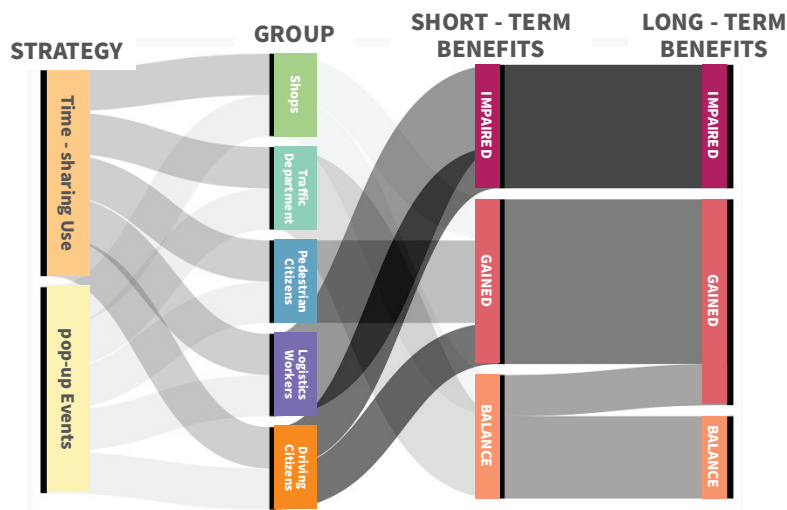 STRATEGY
GROUP
SHORT - TERM
BENEFITS
LONG - TERM
BENEFITS
Time - sharing Use
pop-up Events
Shops
Traffic
Department
Pedestrian
Citizens
Logistics
Workers
Driving
Citizens
IMPAIRED
GAINED
BALANCE
IMPAIRED
GAINED
BALANCE